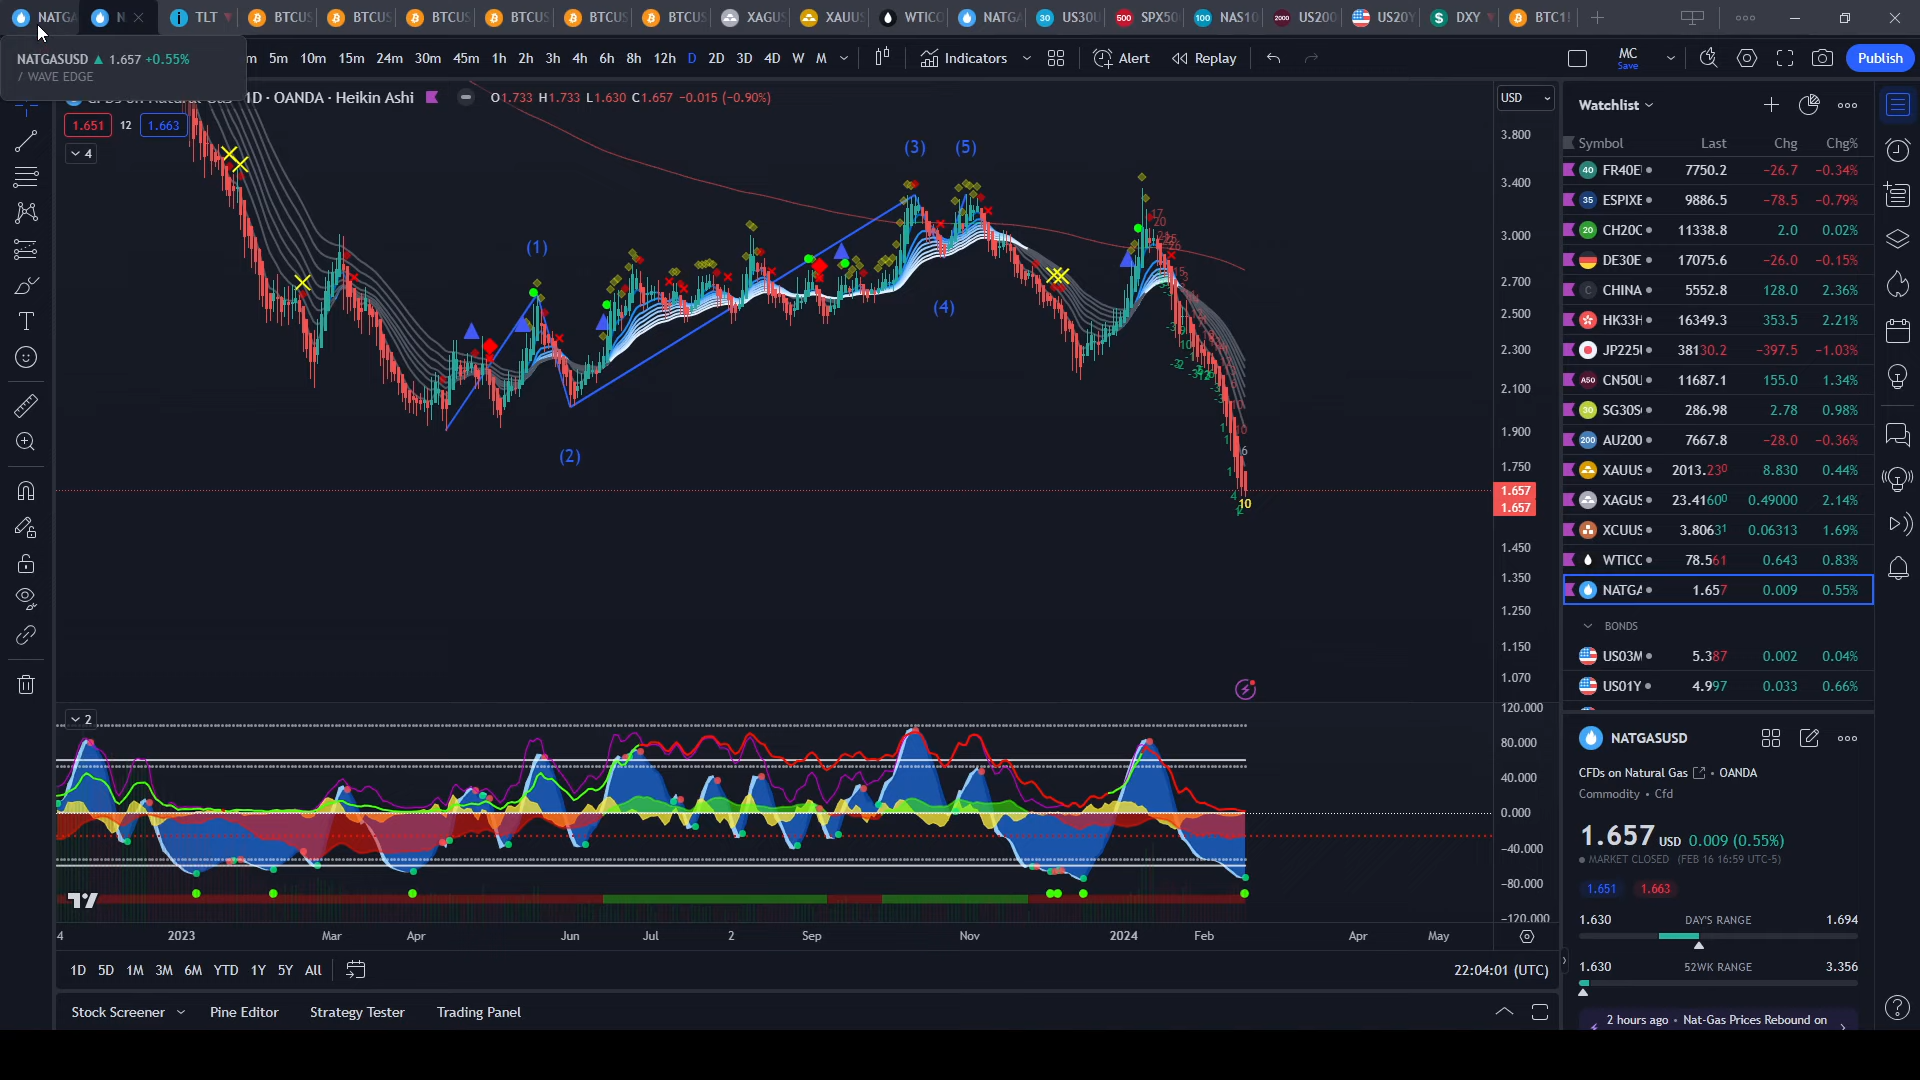 NATGA N TLT BTCUS BTCUS BTCUS BTCUS BTCUS BTCUS XAGUS XAUUS WTICO NATGA US30U SPX50 NAS10 US200 US20Y DXY BTC1!
NATGASUSD ▲ 1.657 +0.55%
/ WAVE EDGE
m 5m 10m 15m 24m 30m 45m 1h 2h 3h 4h 6h 8h 12h D 2D 3D 4D W M Indicators Alert Replay MC Save Publish
1D · OANDA · Heikin Ashi O1.733 H1.733 L1.630 C1.657 -0.015 (-0.90%)
1.651 12 1.663
4
USD
3.800
3.400
3.000
2.700
2.500
2.300
2.100
1.900
1.750
1.657
1.657
1.450
1.350
1.250
1.150
1.070
(1)
(2)
(3)
(4)
(5)
10
2
120.000
80.000
40.000
0.000
-40.000
-80.000
-120.000
4 2023 Mar Apr Jun Jul 2 Sep Nov 2024 Feb Apr May
1D 5D 1M 3M 6M YTD 1Y 5Y All 22:04:01 (UTC)
Stock Screener Pine Editor Strategy Tester Trading Panel
Watchlist
Symbol Last Chg Chg%
40 FR40E 7750.2 -26.7 -0.34%
35 ESPIXE 9886.5 -78.5 -0.79%
20 CH20C 11338.8 2.0 0.02%
DE30E 17075.6 -26.0 -0.15%
C CHINA 5552.8 128.0 2.36%
HK33H 16349.3 353.5 2.21%
JP225 38130.2 -397.5 -1.03%
A50 CN50U 11687.1 155.0 1.34%
30 SG30S 286.98 2.78 0.98%
200 AU200 7667.8 -28.0 -0.36%
XAUUS 2013.230 8.830 0.44%
XAGUS 23.41600 0.49000 2.14%
XCUUS 3.80631 0.06313 1.69%
WTICO 78.561 0.643 0.83%
NATGA 1.657 0.009 0.55%
BONDS
US03M 5.387 0.002 0.04%
US01Y 4.997 0.033 0.66%
NATGASUSD
CFDs on Natural Gas • OANDA
Commodity • Cfd
1.657 USD 0.009 (0.55%)
MARKET CLOSED (FEB 16 16:59 UTC-5)
1.651 1.663
1.630 DAY'S RANGE 1.694
1.630 52WK RANGE 3.356
2 hours ago • Nat-Gas Prices Rebound on